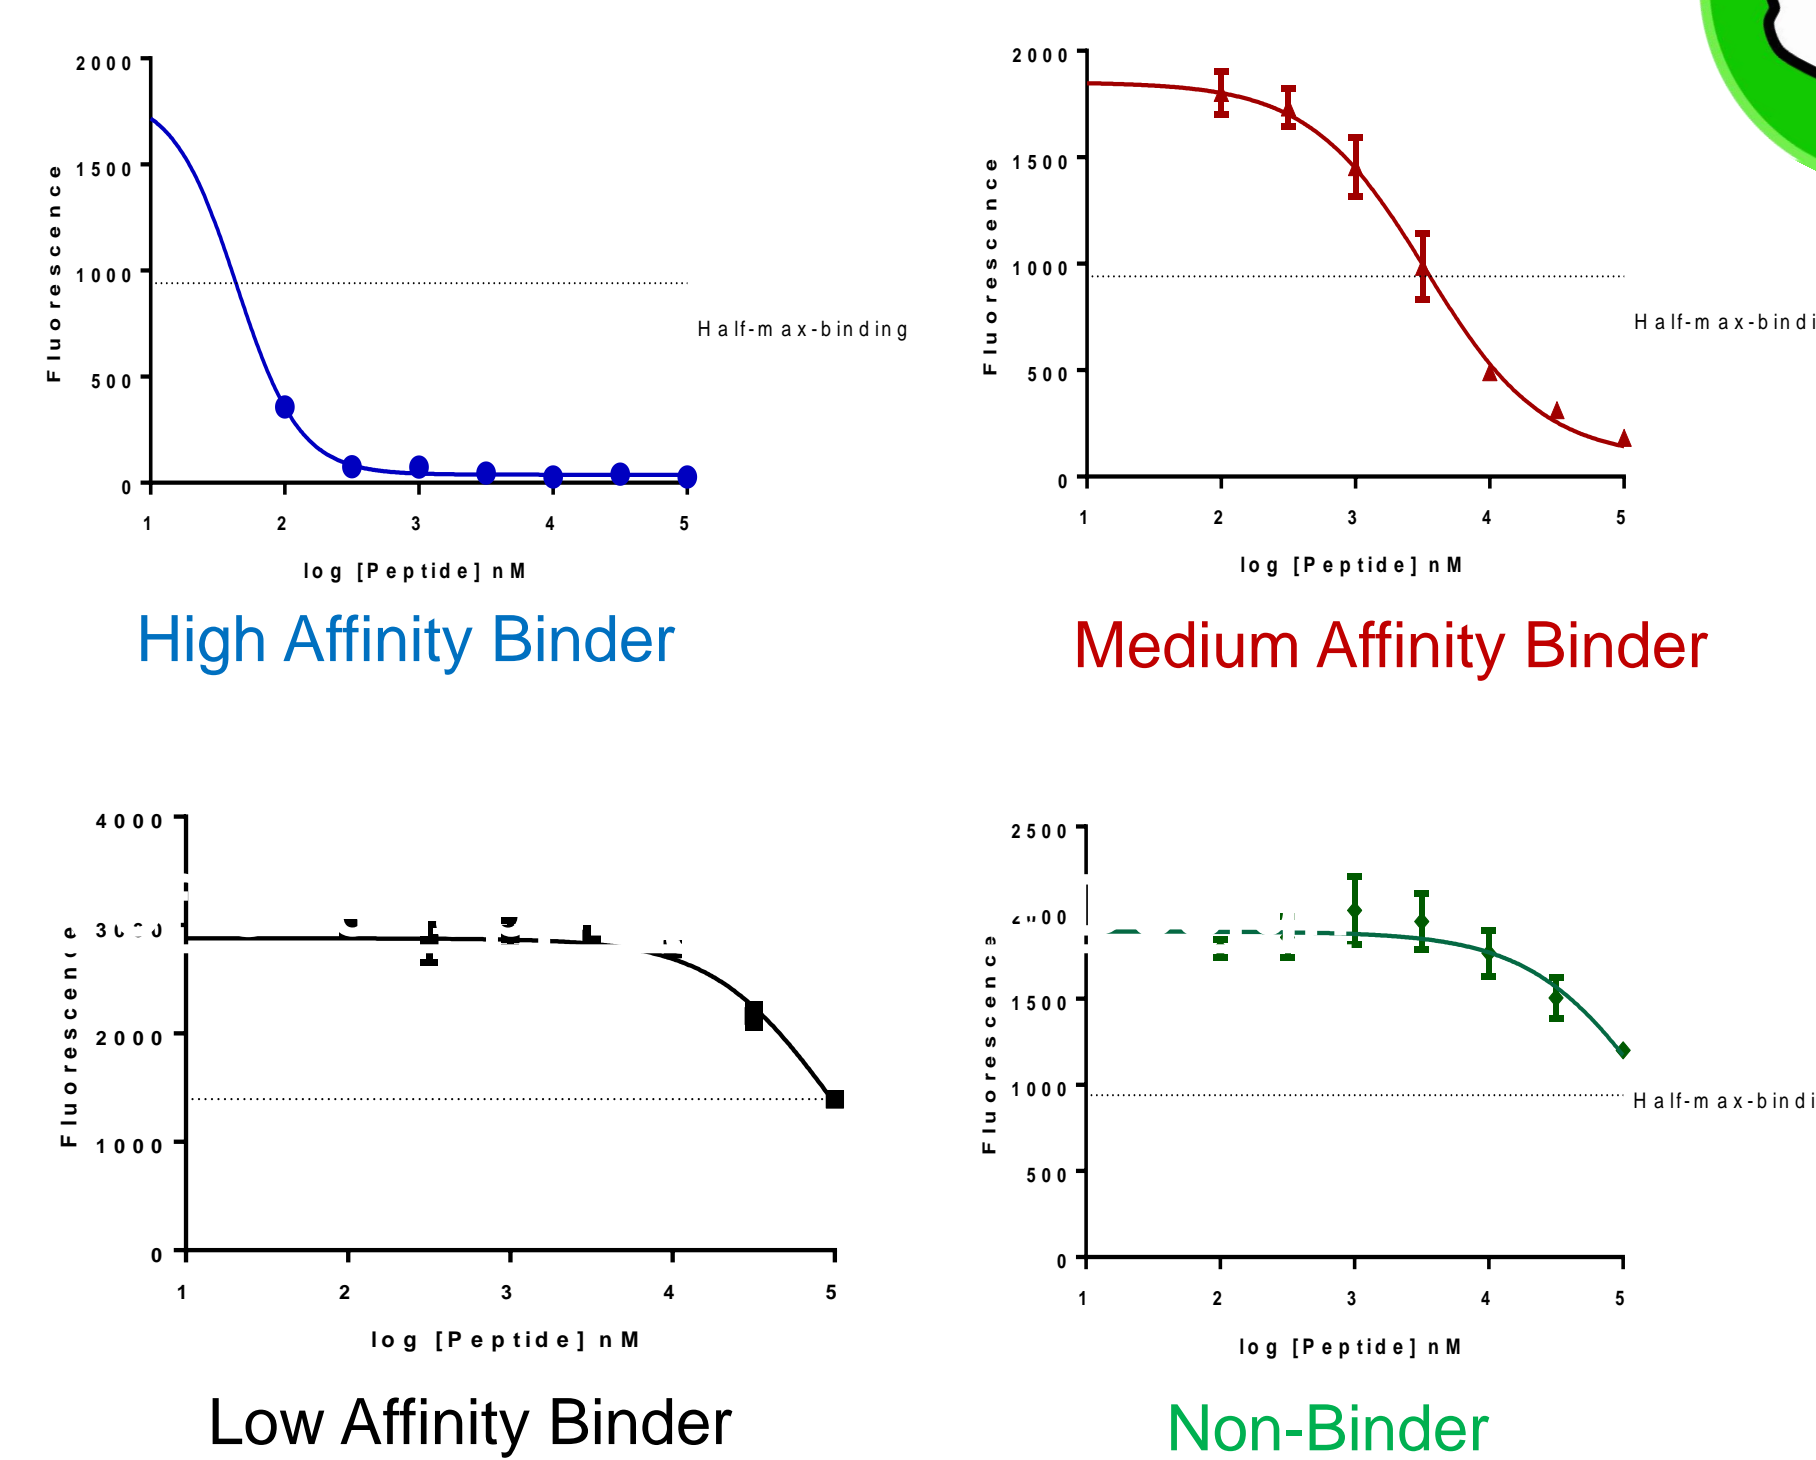 2000
1500
1000
500
0
Fluorescence
1 2 3 4 5
log [Peptide] nM
Half-max-binding
High Affinity Binder
2000
1500
1000
500
0
Fluorescence
1 2 3 4 5
log [Peptide] nM
Half-max-bindi
Medium Affinity Binder
4000
2000
1000
0
Fluorescence
1 2 3 4 5
log [Peptide] nM
Low Affinity Binder
2500
1500
1000
500
0
Fluorescence
1 2 3 4 5
log [Peptide] nM
Half-max-bindi
Non-Binder